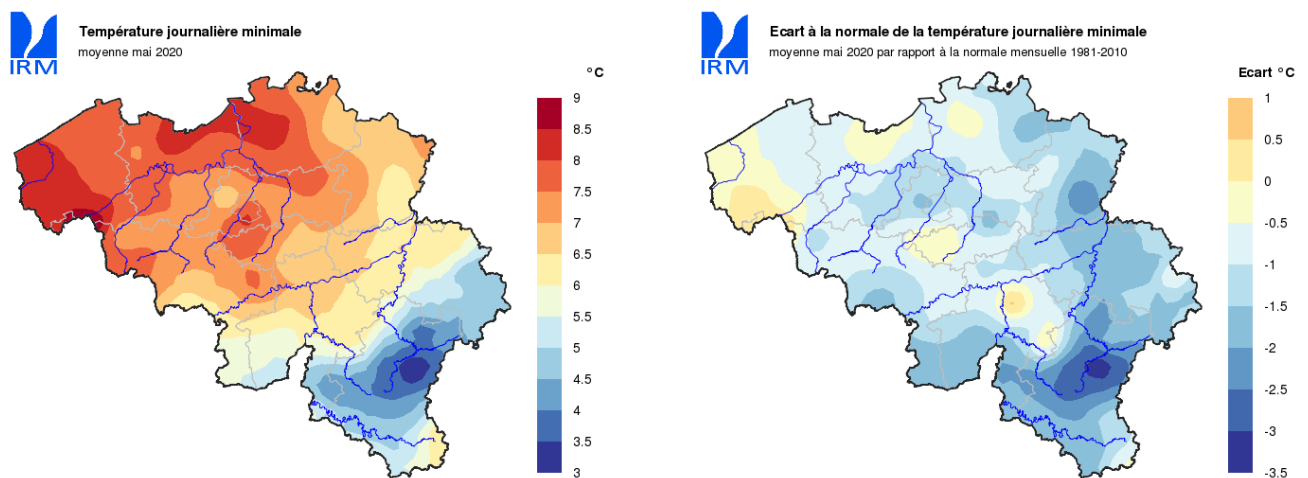 IRM
Température journalière minimale
moyenne mai 2020
°C
9
8.5
8
7.5
7
6.5
6
5.5
5
4.5
4
3.5
3
IRM
Ecart à la normale de la température journalière minimale
moyenne mai 2020 par rapport à la normale mensuelle 1981-2010
Ecart °C
1
0.5
0
-0.5
-1
-1.5
-2
-2.5
-3
-3.5